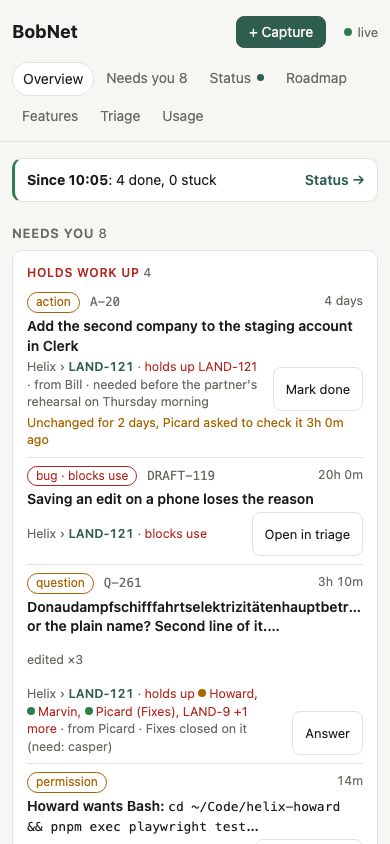 BobNet
+ Capture
live
Overview
Needs you 8
Status
Roadmap
Features
Triage
Usage
Since 10:05: 4 done, 0 stuck
Status →
NEEDS YOU 8
HOLDS WORK UP 4
action A-20 4 days
Add the second company to the staging account
in Clerk
Helix › LAND-121 · holds up LAND-121
· from Bill · needed before the partner's
rehearsal on Thursday morning
Mark done
Unchanged for 2 days, Picard asked to check it 3h 0m
ago
bug · blocks use DRAFT-119 20h 0m
Saving an edit on a phone loses the reason
Helix › LAND-121 · blocks use
Open in triage
question Q-261 3h 10m
Donaudampfschifffahrtselektrizitätenhauptbetr...
or the plain name? Second line of it....
edited ×3
Helix › LAND-121 · holds up Howard,
Marvin, Picard (Fixes), LAND-9 +1
more · from Picard · Fixes closed on it
(need: casper)
Answer
permission 14m
Howard wants Bash: cd ~/Code/helix-howard
&& pnpm exec playwright test...